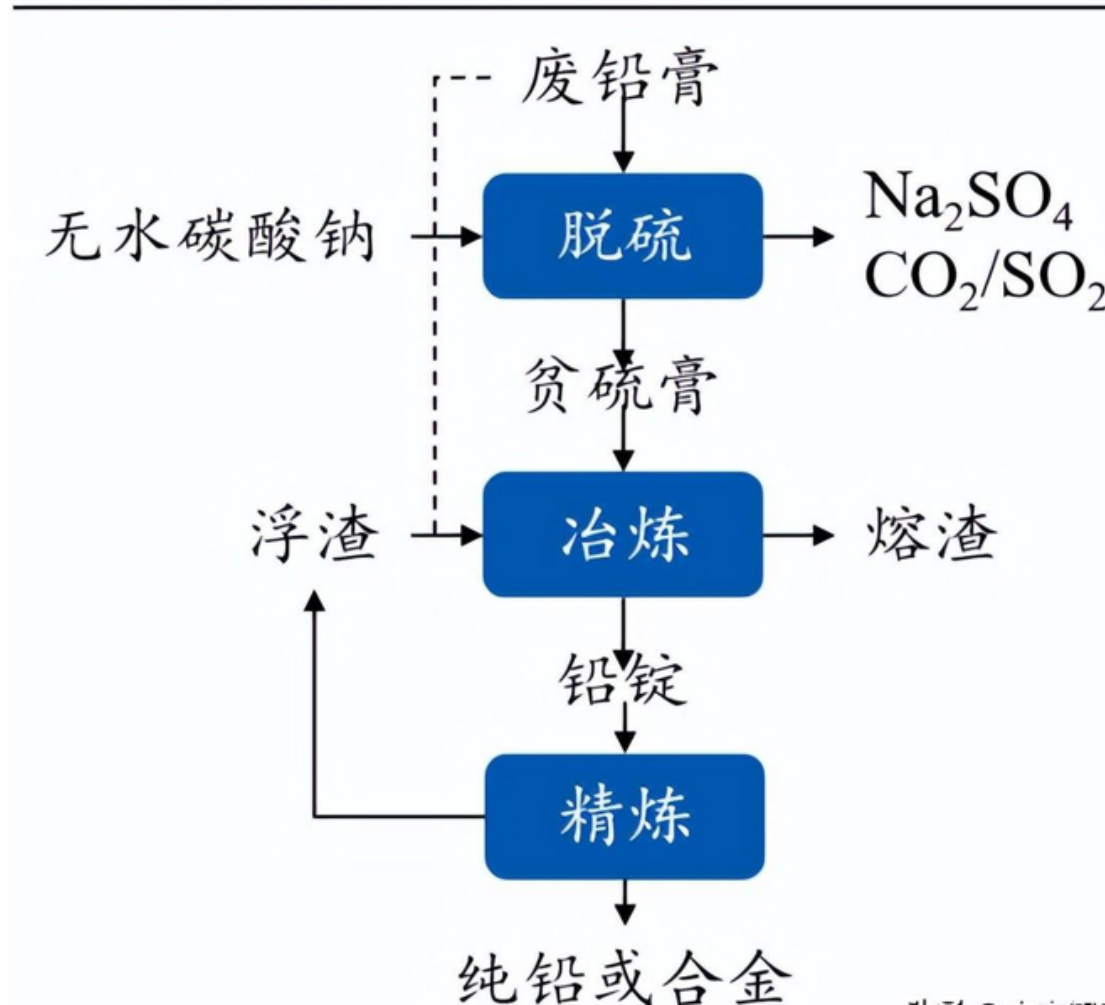 废铅膏
无水碳酸钠
脱硫
Na₂SO₄
CO₂/SO₂
贫硫膏
浮渣
冶炼
熔渣
铅锭
精炼
纯铅或合金